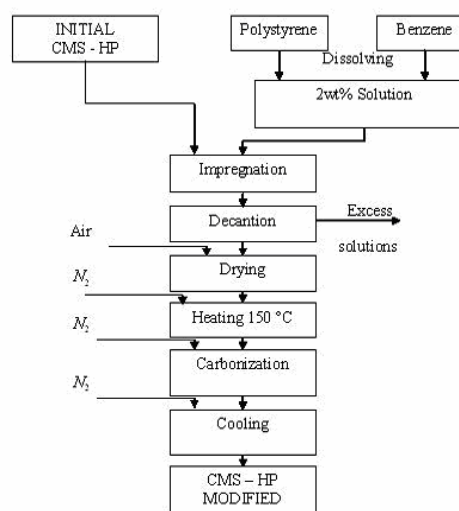 INITIAL
CMS - HP
Polystyrene
Benzene
Dissolving
2wt% Solution
Impregnation
Decantion
Excess
solutions
Air
Drying
N₂
Heating 150 °C
N₂
Carbonization
N₂
Cooling
CMS – HP
MODIFIED